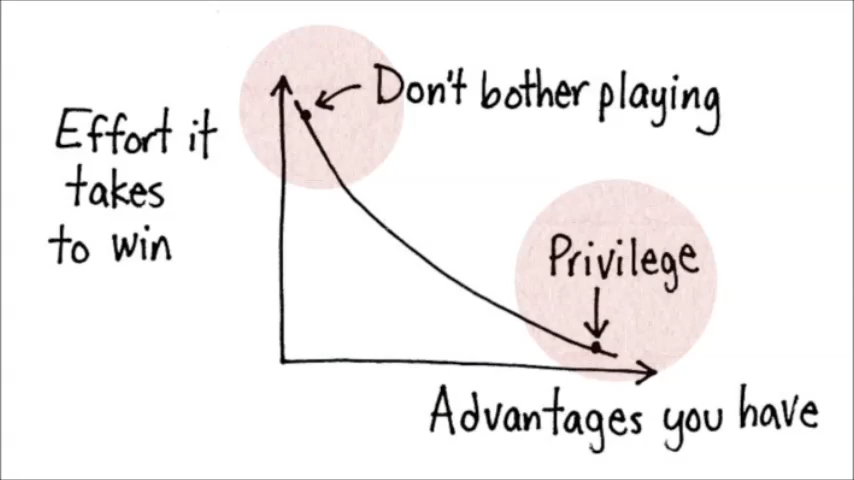 Don't bother playing
Effort it
takes
to win
Privilege
Advantages you have